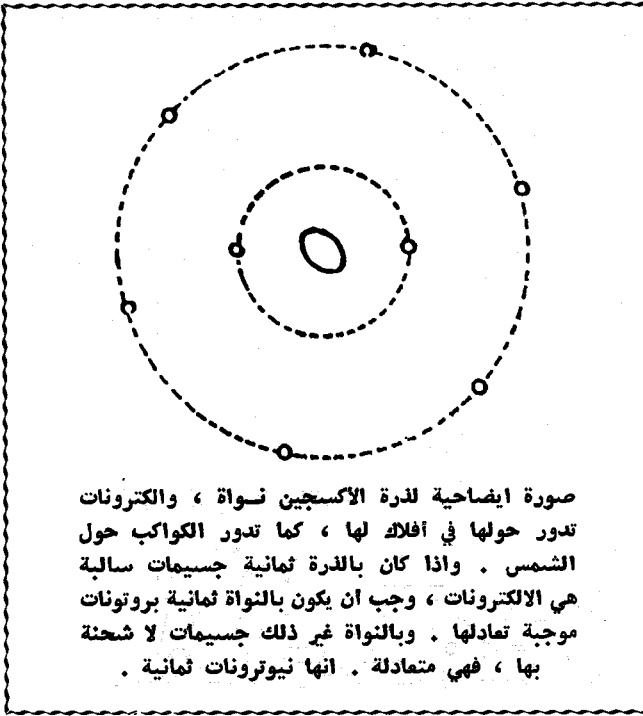 صورة ايضاحية لذرة الأكسجين نـواة ، والكترونات
تدور حولها في أفلاك لها ، كما تدور الكواكب حول
الشمس . واذا كان بالذرة ثمانية جسيمات سالبة
هي الالكترونات ، وجب أن يكون بالنواة ثمانية بروتونات
موجبة تعادلها . وبالنواة غير ذلك جسيمات لا شحنة
بها ، فهي متعادلة . انها نيوترونات ثمانية .